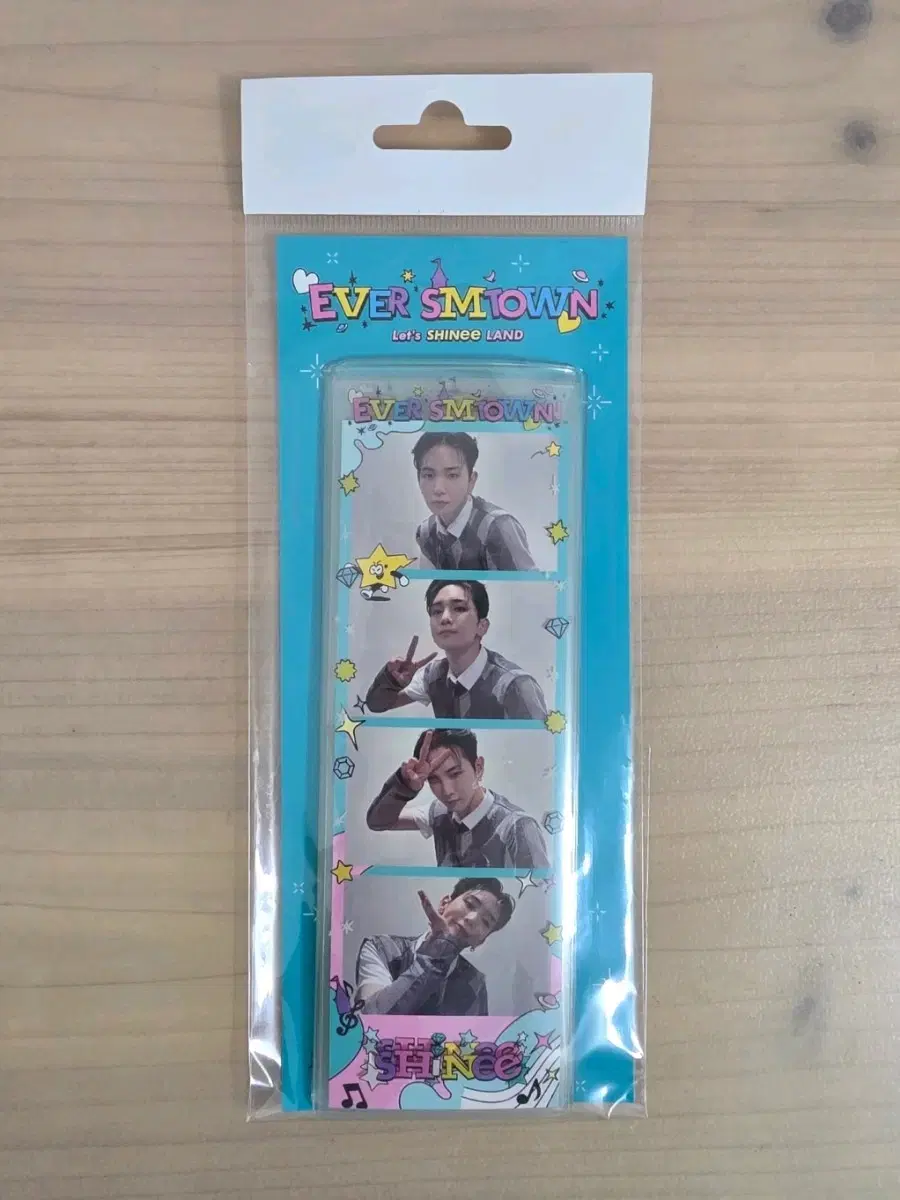 EVER SMTOWN
Let's SHINee LAND
EVER SMTOWN!
SHINee